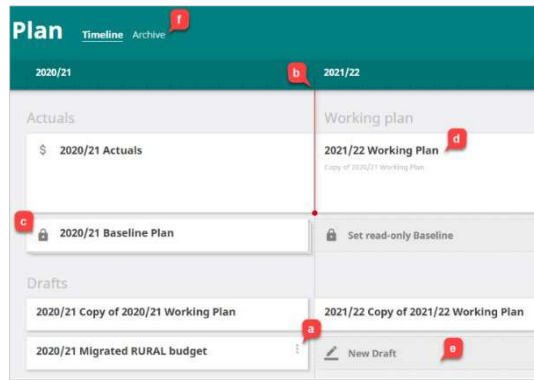 Plan Timeline Archive f
2020/21 b 2021/22
Actuals Working plan
$ 2020/21 Actuals 2021/22 Working Plan d
Copy of 2020/21 Working Plan
c 2020/21 Baseline Plan Set read-only Baseline
Drafts
2020/21 Copy of 2020/21 Working Plan 2021/22 Copy of 2021/22 Working Plan
a
2020/21 Migrated RURAL budget New Draft e